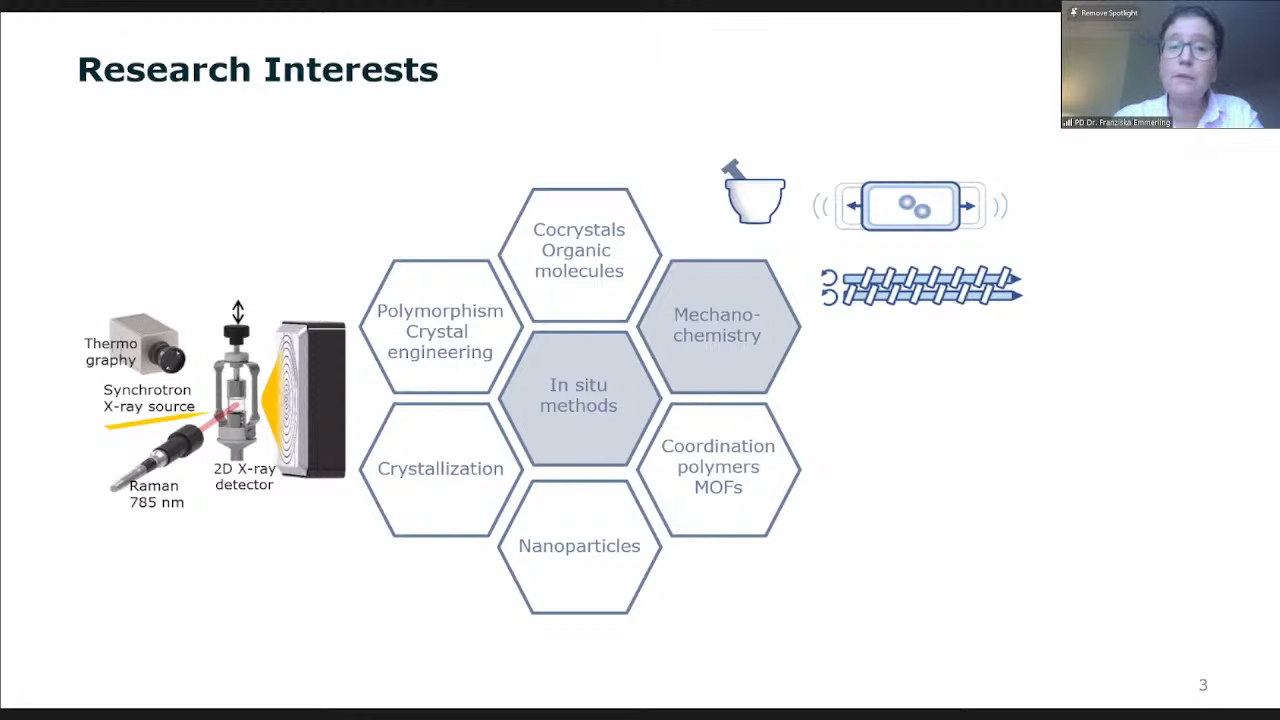 Research Interests
Remove Spotlight
PD Dr. Franziska Emmerling
Cocrystals
Organic
molecules
Polymorphism
Crystal
engineering
Mechano-
chemistry
In situ
methods
Crystallization
Coordination
polymers
MOFs
Nanoparticles
Thermo
graphy
Synchrotron
X-ray source
2D X-ray
detector
Raman
785 nm
3